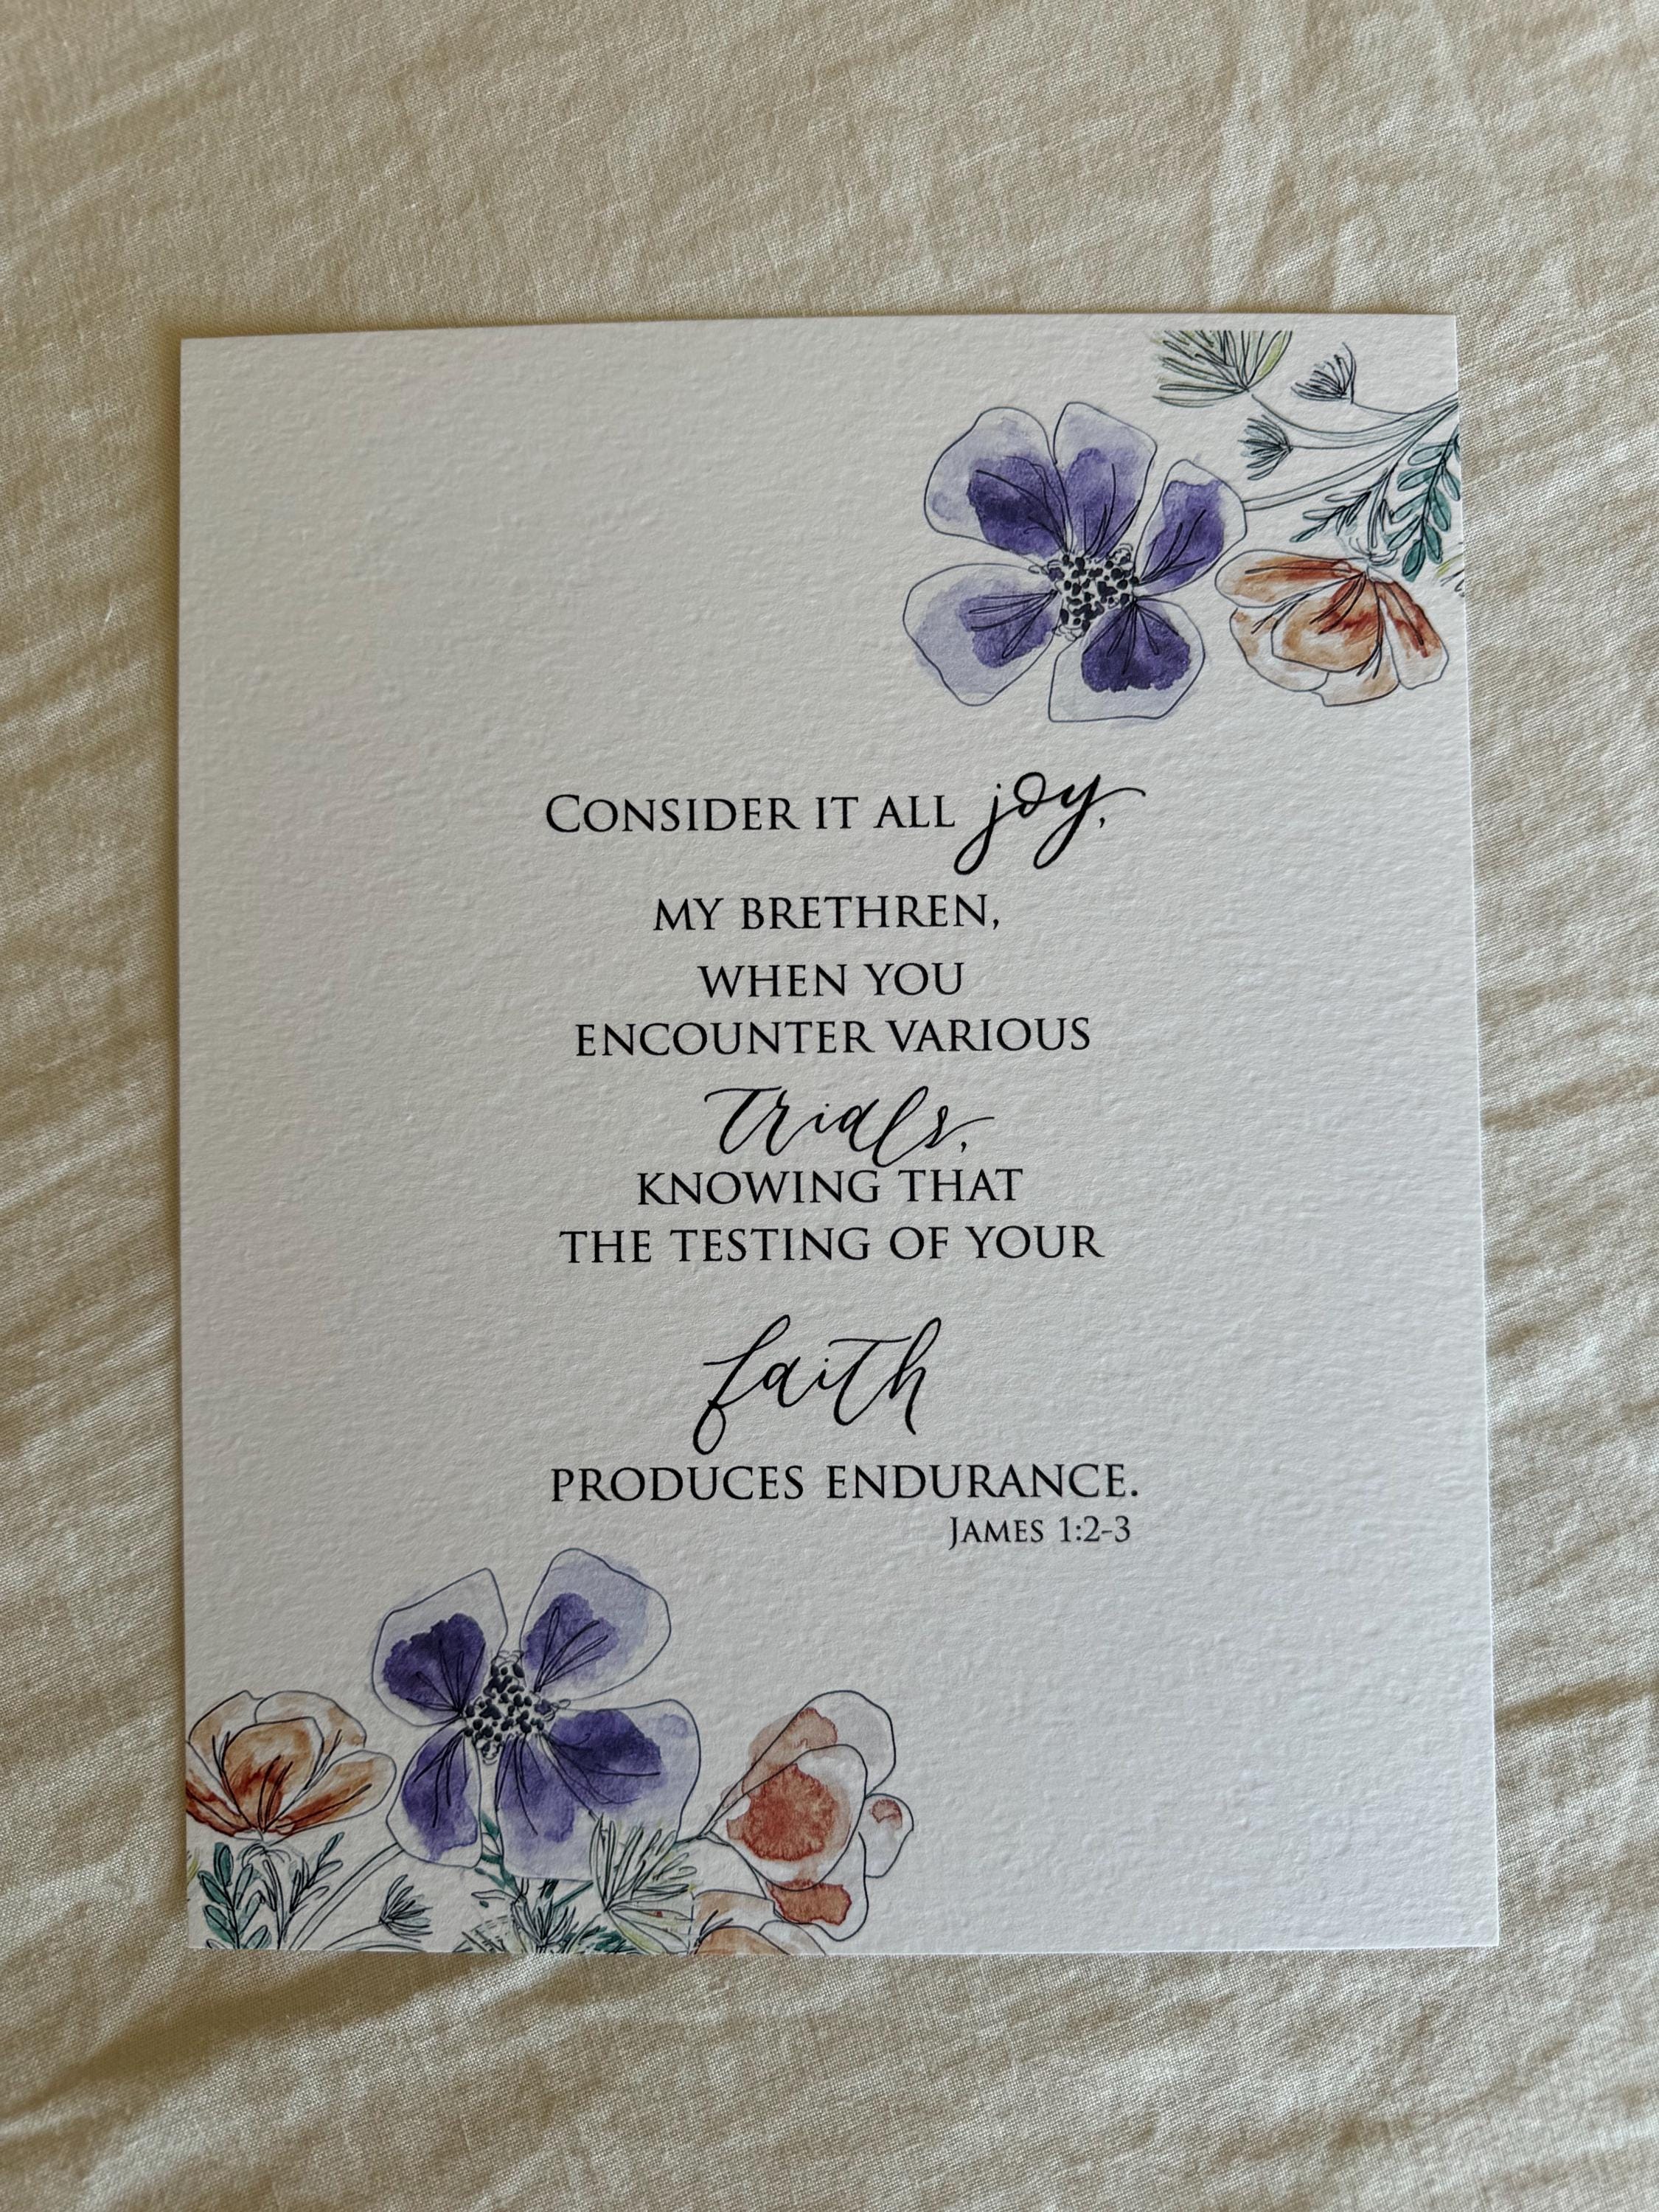 Consider it all joy,
my brethren,
when you
encounter various
trials,
knowing that
the testing of your
faith
produces endurance.
James 1:2-3